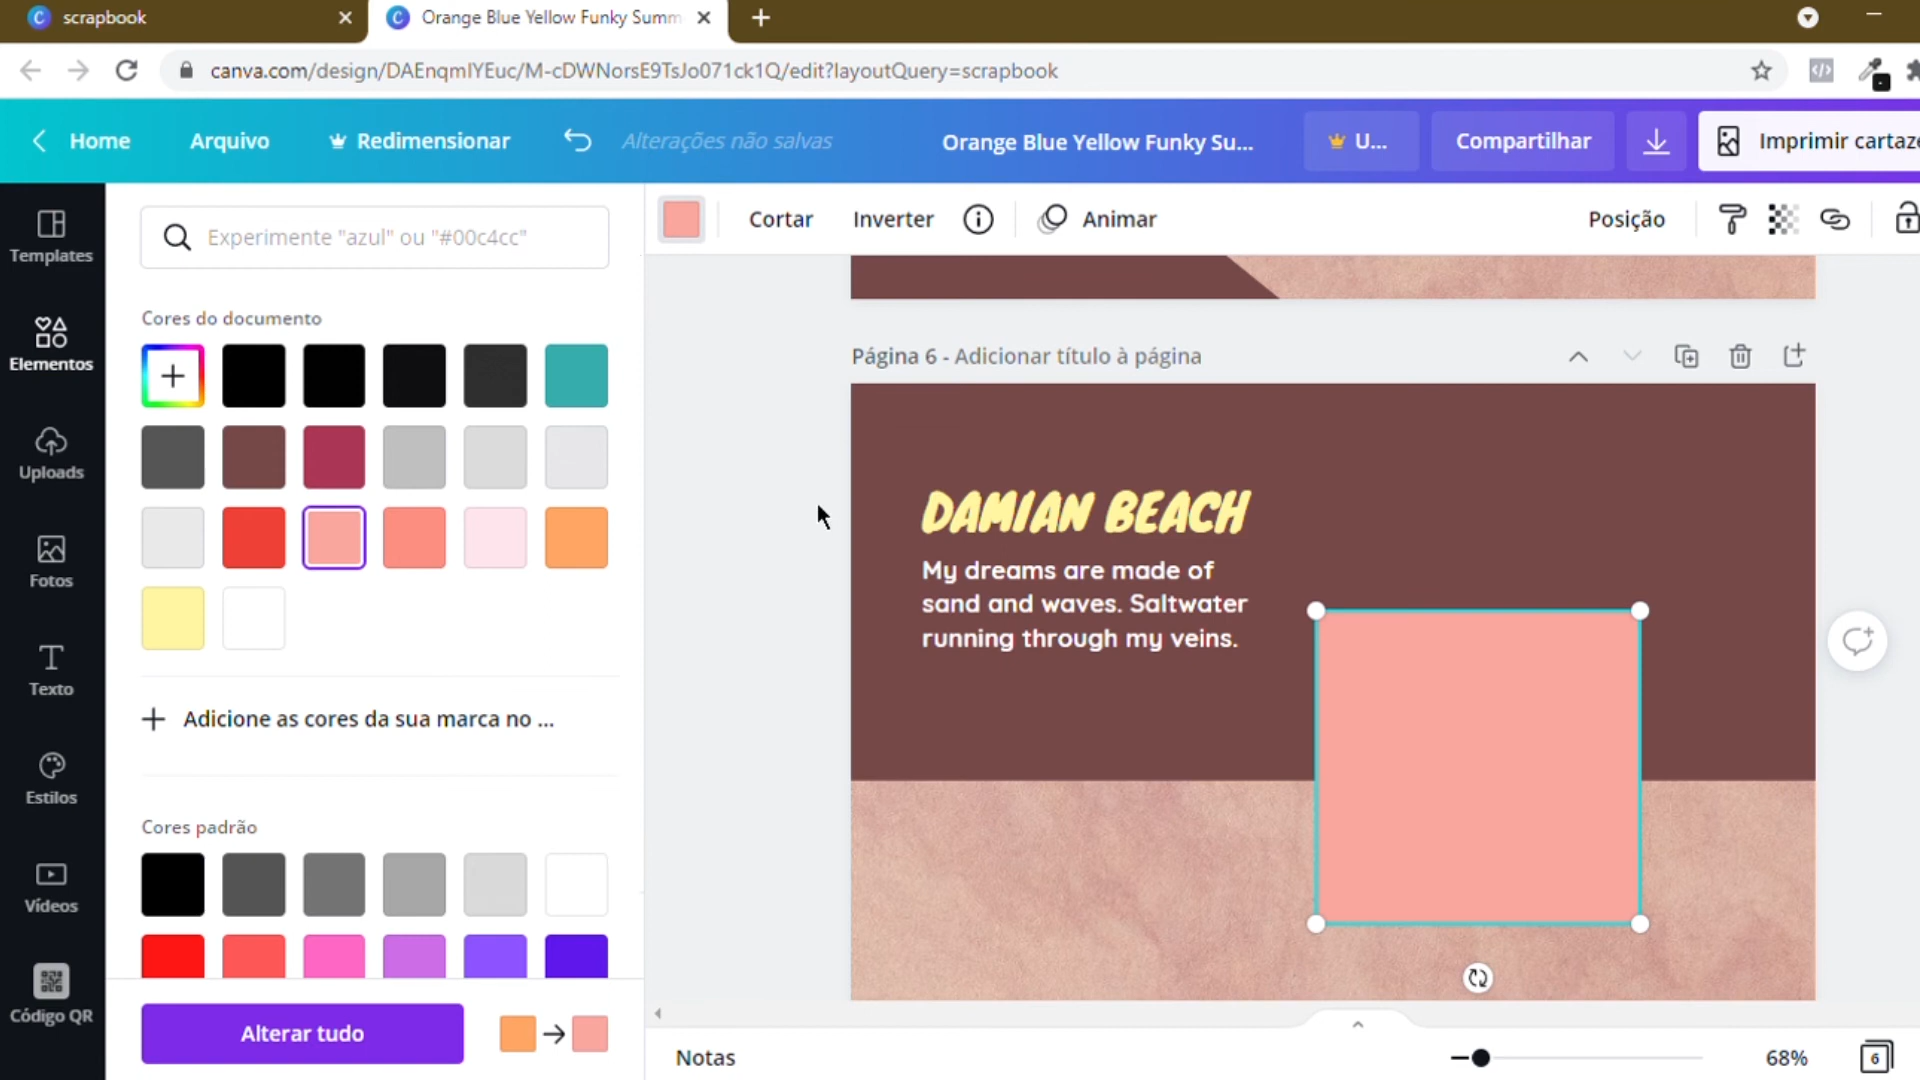 scrapbook
Orange Blue Yellow Funky Summ
canva.com/design/DAEnqmlYEuc/M-cDWNorsE9TsJo071ck1Q/edit?layoutQuery=scrapbook
Home
Arquivo
Redimensionar
Alterações não salvas
Orange Blue Yellow Funky Su...
U...
Compartilhar
Imprimir cartaze
Templates
Elementos
Uploads
Fotos
Texto
Estilos
Vídeos
Código QR
Experimente "azul" ou "#00c4cc"
Cores do documento
+ Adicione as cores da sua marca no ...
Cores padrão
Alterar tudo
Cortar
Inverter
Animar
Posição
Página 6 - Adicionar título à página
DAMIAN BEACH
My dreams are made of
sand and waves. Saltwater
running through my veins.
Notas
68%
6